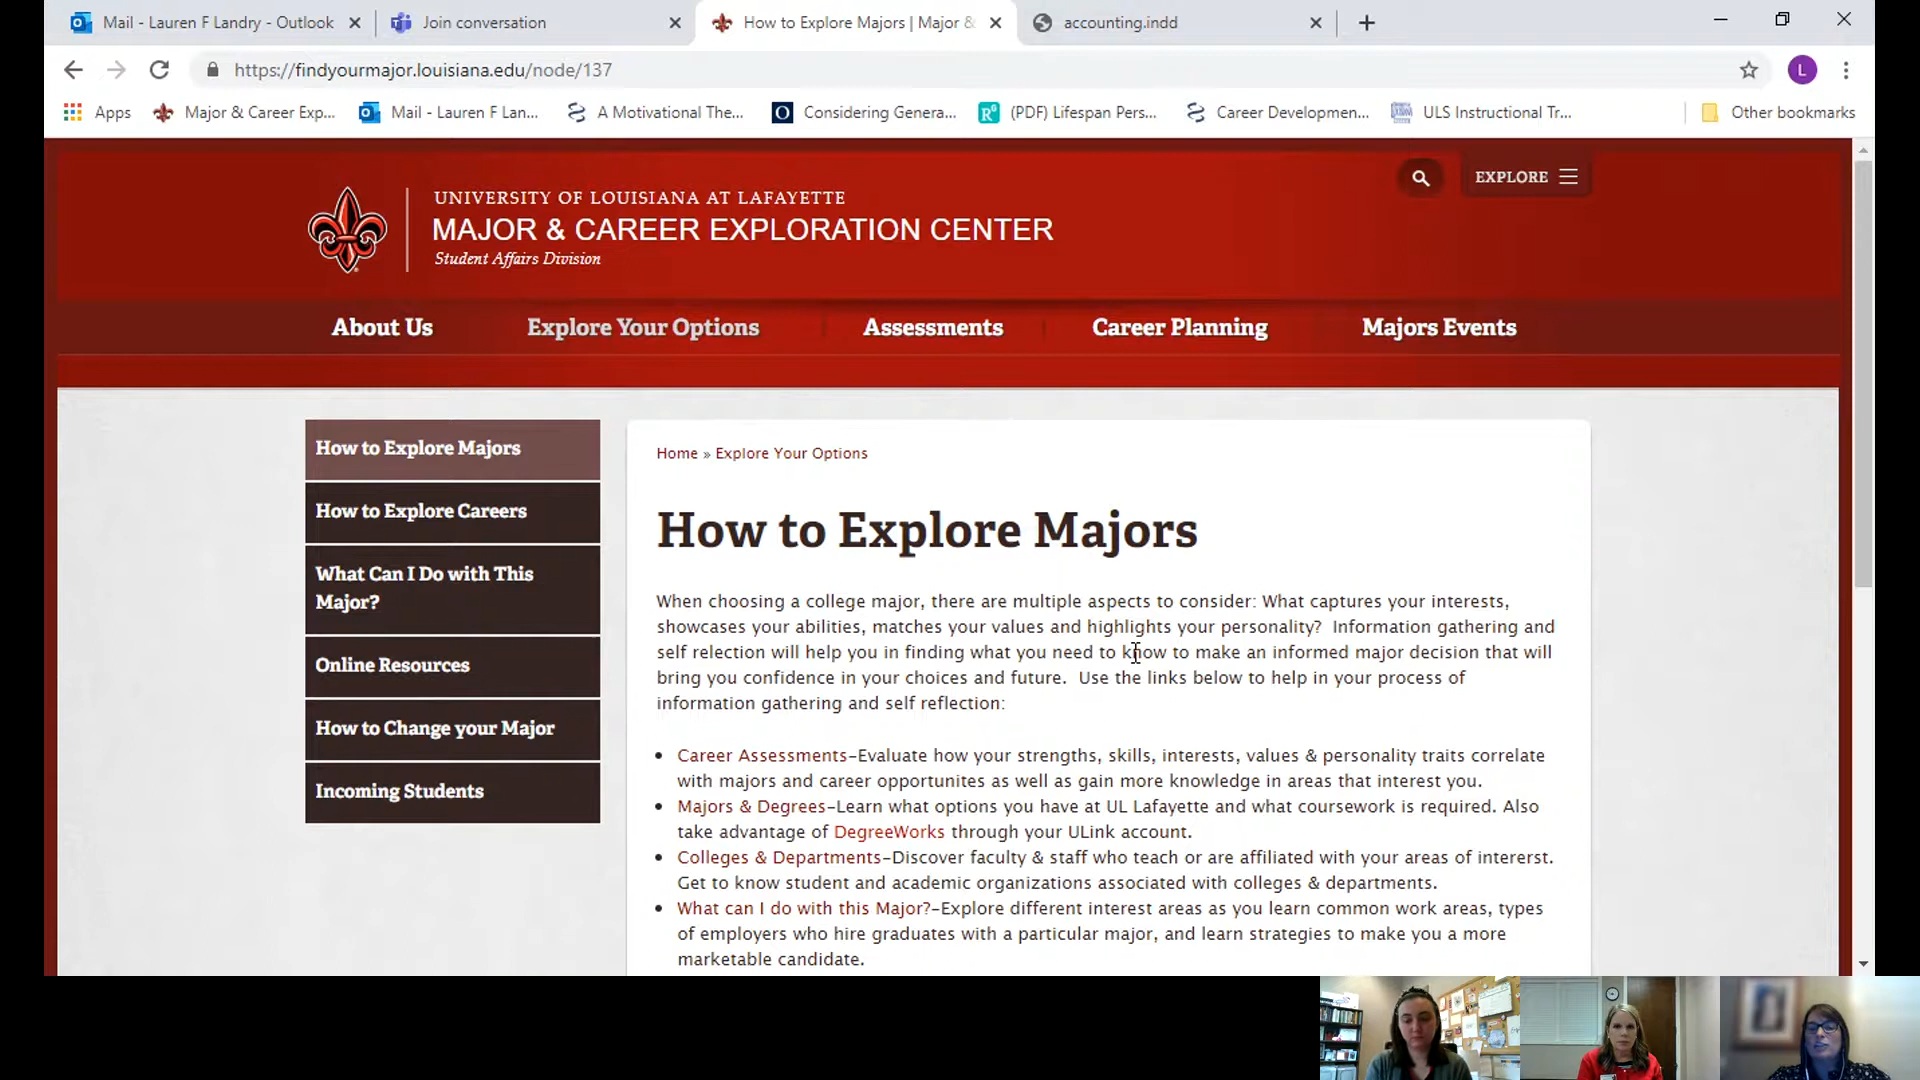 Mail - Lauren F Landry - Outlook
Join conversation
How to Explore Majors | Major &
accounting.indd
https://findyourmajor.louisiana.edu/node/137
L
Apps
Major & Career Exp...
Mail - Lauren F Lan...
A Motivational The...
Considering Genera...
(PDF) Lifespan Pers...
Career Developmen...
ULS Instructional Tr...
Other bookmarks
UNIVERSITY OF LOUISIANA AT LAFAYETTE
MAJOR & CAREER EXPLORATION CENTER
Student Affairs Division
EXPLORE
About Us
Explore Your Options
Assessments
Career Planning
Majors Events
How to Explore Majors
How to Explore Careers
What Can I Do with This
Major?
Online Resources
How to Change your Major
Incoming Students
Home » Explore Your Options
How to Explore Majors
When choosing a college major, there are multiple aspects to consider: What captures your interests,
showcases your abilities, matches your values and highlights your personality? Information gathering and
self relection will help you in finding what you need to know to make an informed major decision that will
bring you confidence in your choices and future. Use the links below to help in your process of
information gathering and self reflection:
• Career Assessments–Evaluate how your strengths, skills, interests, values & personality traits correlate
with majors and career opportunites as well as gain more knowledge in areas that interest you.
• Majors & Degrees–Learn what options you have at UL Lafayette and what coursework is required. Also
take advantage of DegreeWorks through your ULink account.
• Colleges & Departments–Discover faculty & staff who teach or are affiliated with your areas of intererst.
Get to know student and academic organizations associated with colleges & departments.
• What can I do with this Major?–Explore different interest areas as you learn common work areas, types
of employers who hire graduates with a particular major, and learn strategies to make you a more
marketable candidate.